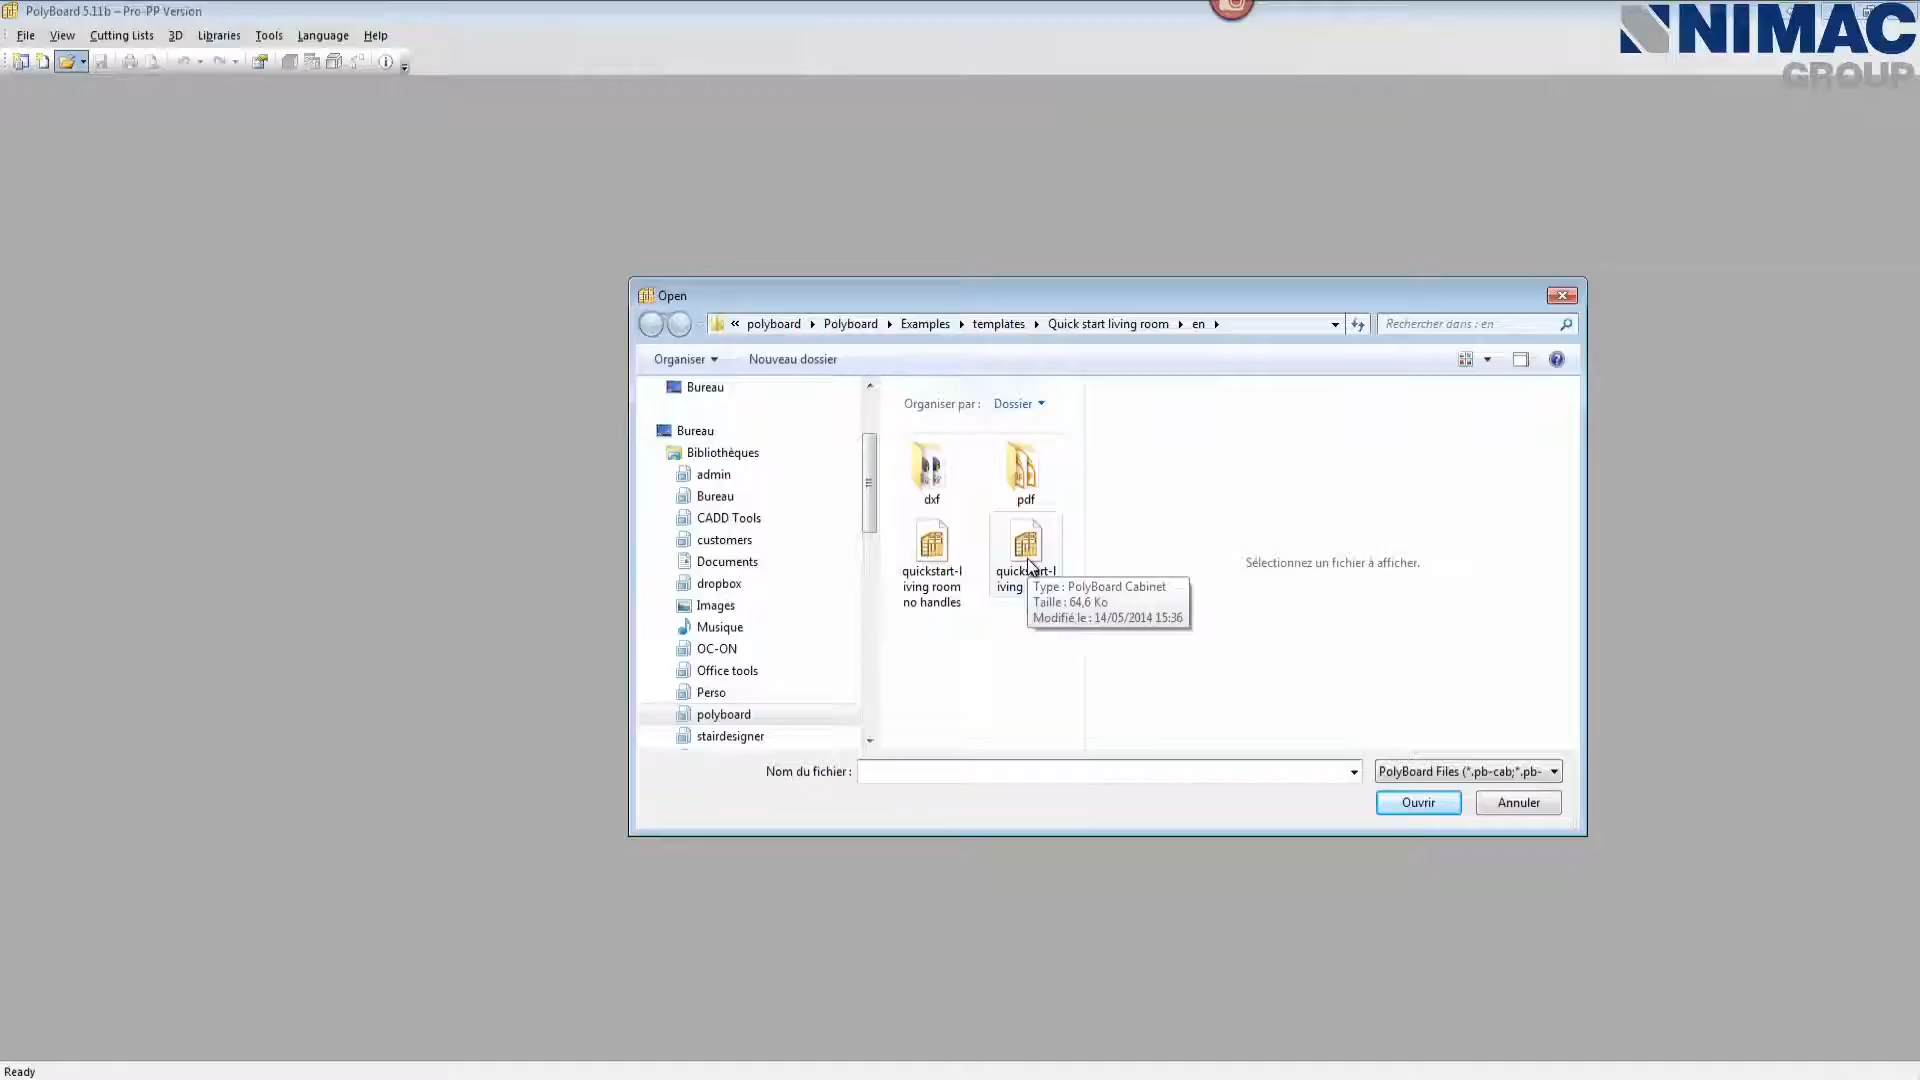 PolyBoard 5.11b – Pro-PP Version
NIMAC
GROUP
File View Cutting Lists 3D Libraries Tools Language Help
Open
« polyboard Polyboard Examples templates Quick start living room en
Rechercher dans : en
Organiser Nouveau dossier
Bureau
Bureau
Bibliothèques
admin
Bureau
CADD Tools
customers
Documents
dropbox
Images
Musique
OC-ON
Office tools
Perso
polyboard
stairdesigner
Organiser par : Dossier
dxf
pdf
quickstart-l
iving room
no handles
quickstart-l
iving
Type : PolyBoard Cabinet
Taille : 64,6 Ko
Modifié le : 14/05/2014 15:36
Sélectionnez un fichier à afficher.
Nom du fichier :
PolyBoard Files (*.pb-cab;*.pb-
Ouvrir Annuler
Ready